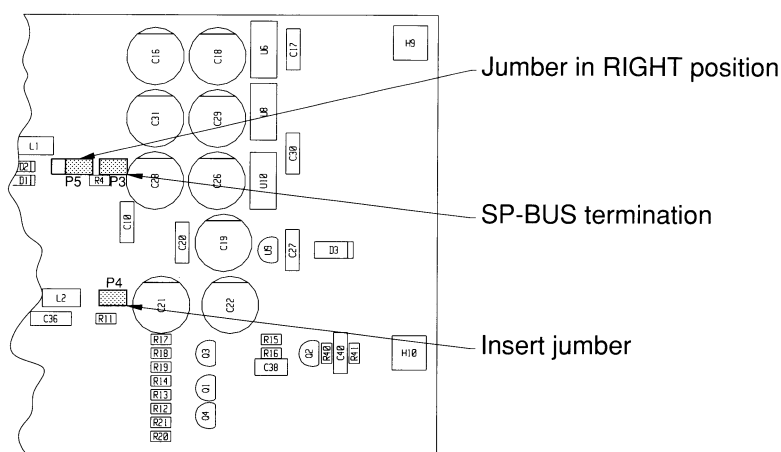 C16 C18 U6 C17 H9
Jumber in RIGHT position
C31 C29 U8
L1 C30
D2 P5 R4 P3 C28 C26 U10
D1
SP-BUS termination
C10 C20 C19 U9 C27 D3
P4
L2 C21 C22
C36 R11
Insert jumber
R17 R15
R18 Q3 R16 Q2 R40 C40 R41 H10
R19 C38
R14 Q1
R13
R12 Q4
R21
R20